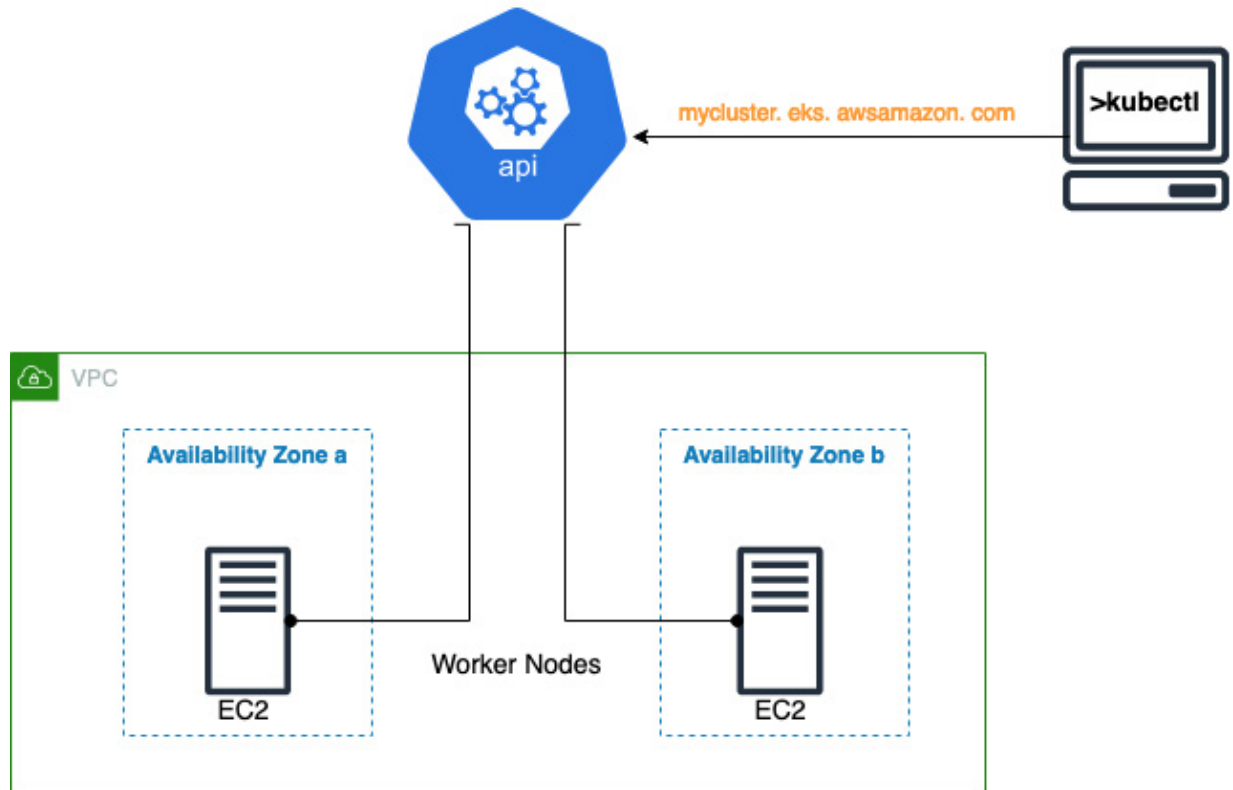 mycluster. eks. awsamazon. com
>kubectl
api
VPC
Availability Zone a
Availability Zone b
Worker Nodes
EC2
EC2